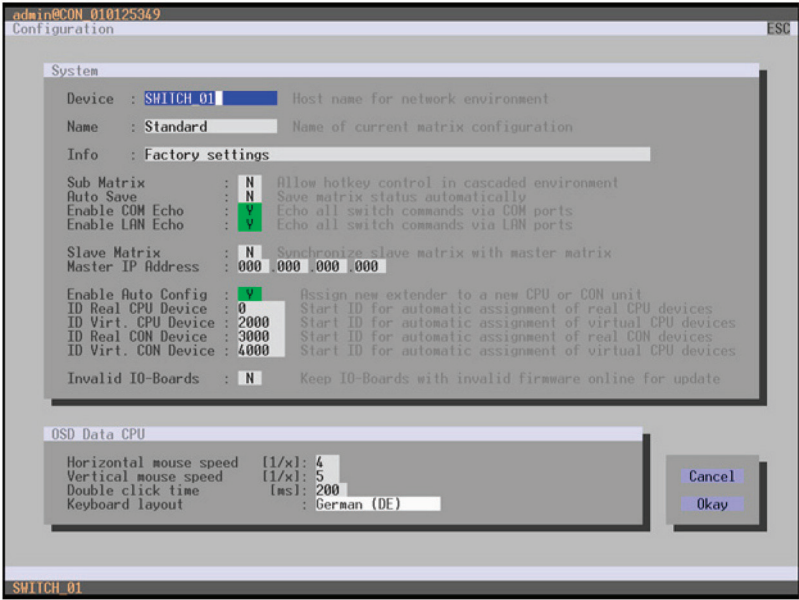 admin@CON_010125349
Configuration ESC
System
Device : SWITCH_01 Host name for network environment
Name : Standard Name of current matrix configuration
Info : Factory settings
Sub Matrix : N Allow hotkey control in cascaded environment
Auto Save : N Save matrix status automatically
Enable COM Echo : Y Echo all switch commands via COM ports
Enable LAN Echo : Y Echo all switch commands via LAN ports
Slave Matrix : N Synchronize slave matrix with master matrix
Master IP Address : 000 .000 .000 .000
Enable Auto Config : Y Assign new extender to a new CPU or CON unit
ID Real CPU Device : 0 Start ID for automatic assignment of real CPU devices
ID Virt. CPU Device : 2000 Start ID for automatic assignment of virtual CPU devices
ID Real CON Device : 3000 Start ID for automatic assignment of real CON devices
ID Virt. CON Device : 4000 Start ID for automatic assignment of virtual CPU devices
Invalid IO-Boards : N Keep IO-Boards with invalid firmware online for update
OSD Data CPU
Horizontal mouse speed [1/x]: 4
Vertical mouse speed [1/x]: 5
Double click time [ms]: 200
Keyboard layout : German (DE)
Cancel
Okay
SWITCH_01